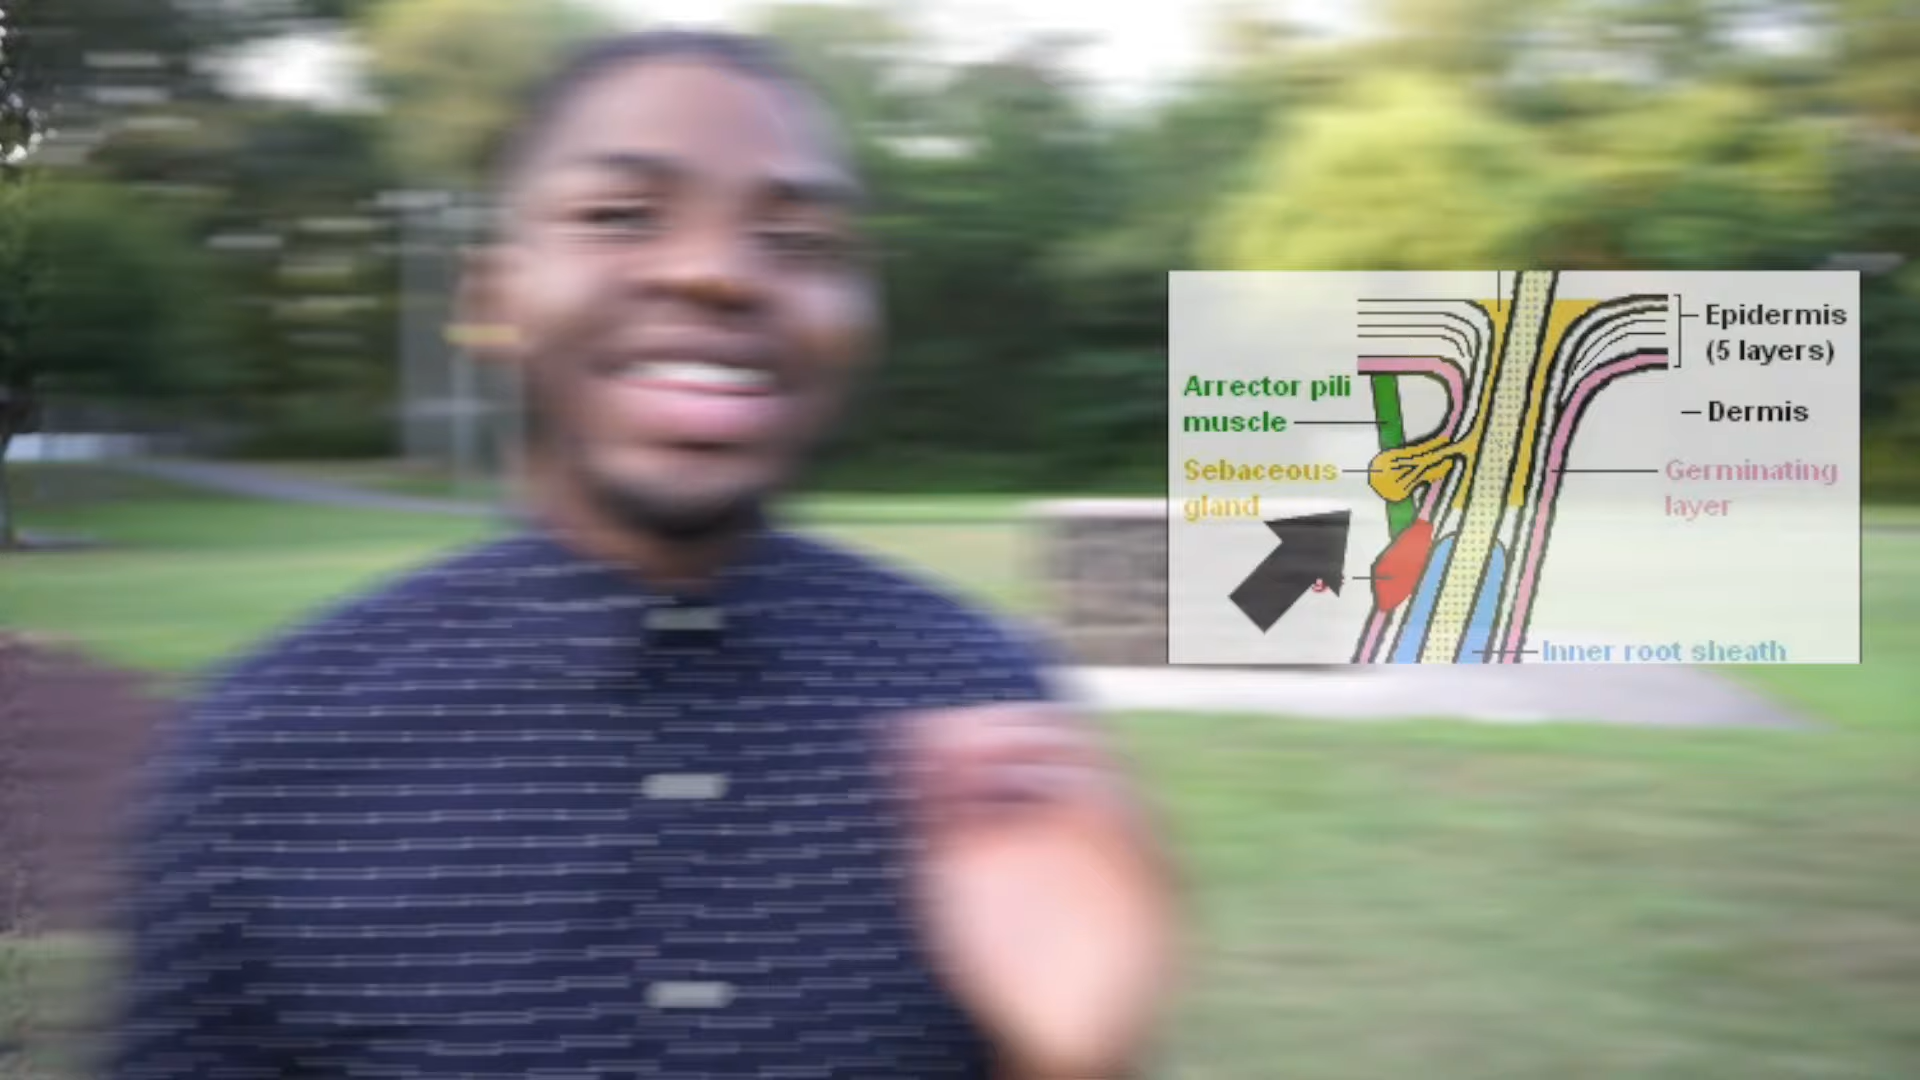 Epidermis
(5 layers)
Arrector pili
muscle
Dermis
Sebaceous
gland
Germinating
layer
Inner root sheath